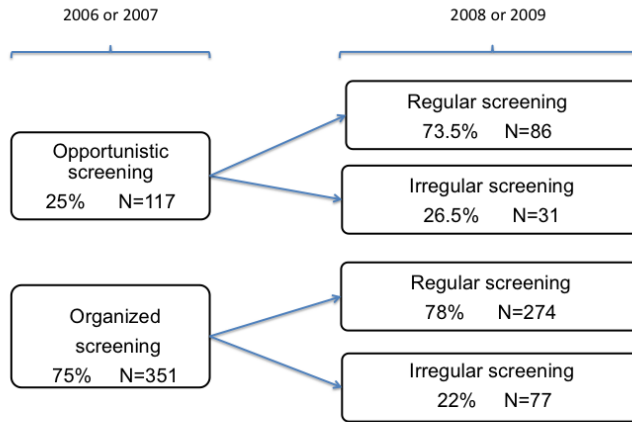 2006 or 2007
2008 or 2009
Opportunistic
screening
25% N=117
Regular screening
73.5% N=86
Irregular screening
26.5% N=31
Organized
screening
75% N=351
Regular screening
78% N=274
Irregular screening
22% N=77